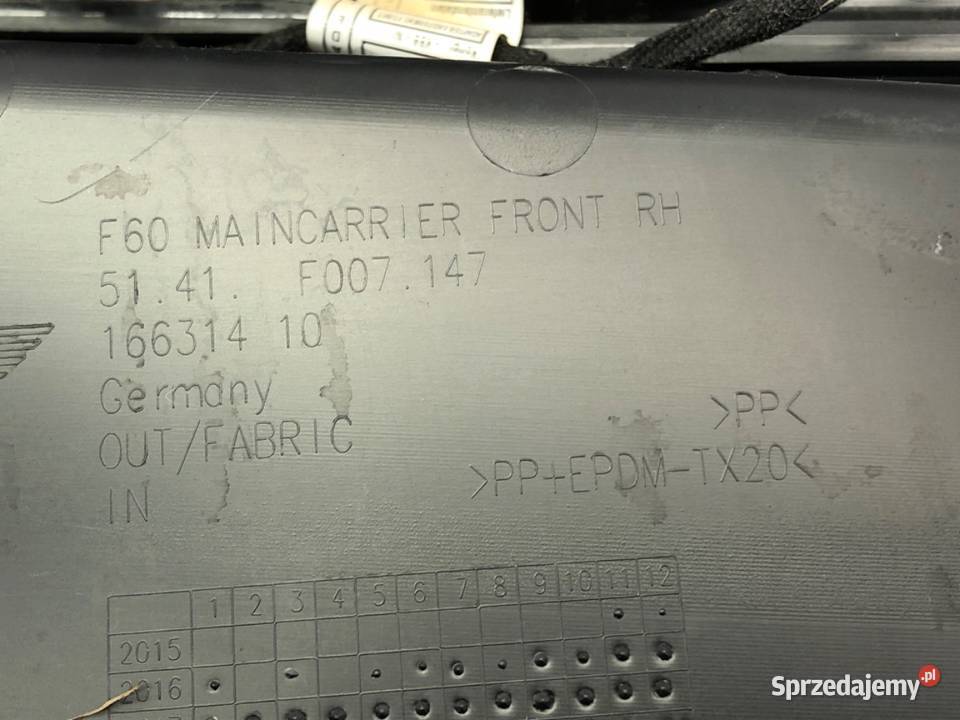 F60 MAINCARRIER FRONT RH
51.41. F007.147
166314 10
Germany
OUT/FABRIC
IN
>PP<
>PP+EPDM-TX20<
1 2 3 4 5 6 7 8 9 10 11 12
2015
2016
Sprzedajemy.pl